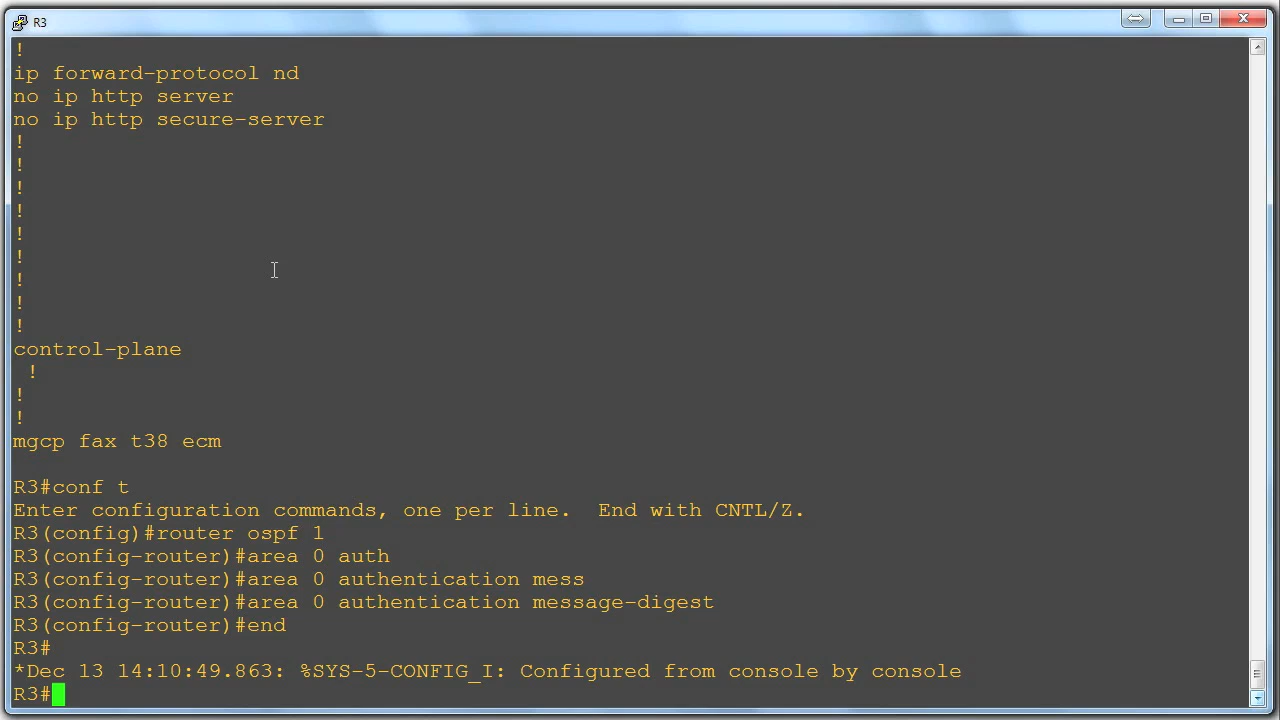 R3
!
ip forward-protocol nd
no ip http server
no ip http secure-server
!
!
!
!
!
!
!
!
!
control-plane
 !
!
!
mgcp fax t38 ecm

R3#conf t
Enter configuration commands, one per line.  End with CNTL/Z.
R3(config)#router ospf 1
R3(config-router)#area 0 auth
R3(config-router)#area 0 authentication mess
R3(config-router)#area 0 authentication message-digest
R3(config-router)#end
R3#
*Dec 13 14:10:49.863: %SYS-5-CONFIG_I: Configured from console by console
R3#